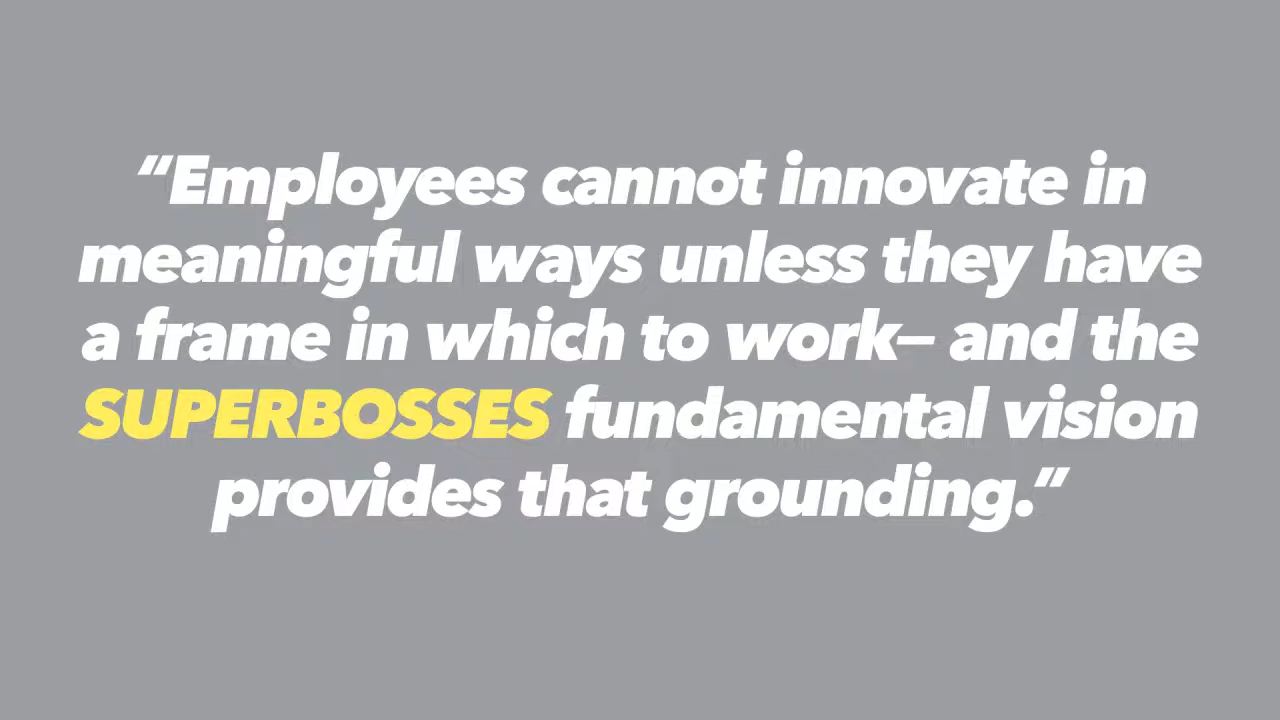 “Employees cannot innovate in
meaningful ways unless they have
a frame in which to work— and the
SUPERBOSSES fundamental vision
provides that grounding.”